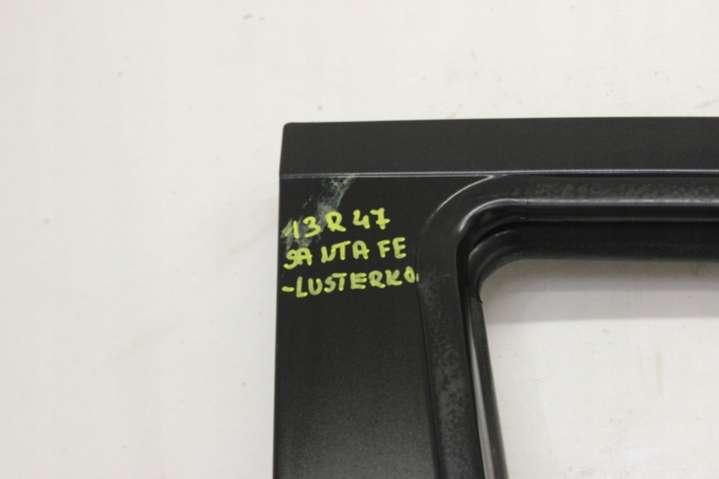 13R47
SANTA FE
-LUSTERKO